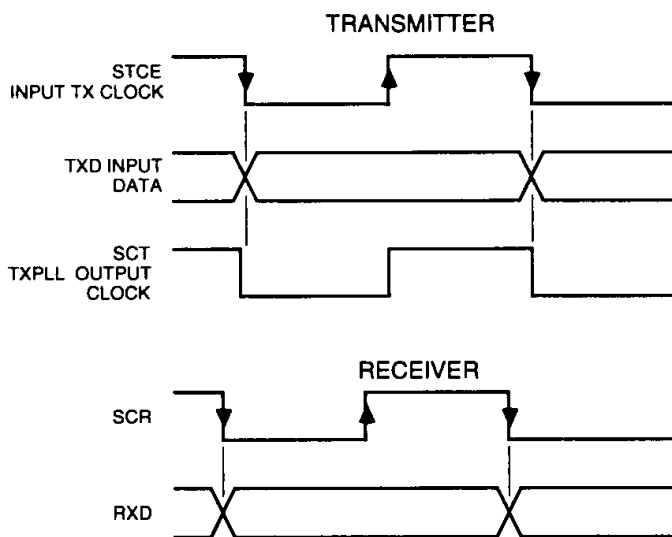 TRANSMITTER
STCE
INPUT TX CLOCK
TXD INPUT
DATA
SCT
TXPLL OUTPUT
CLOCK
RECEIVER
SCR
RXD